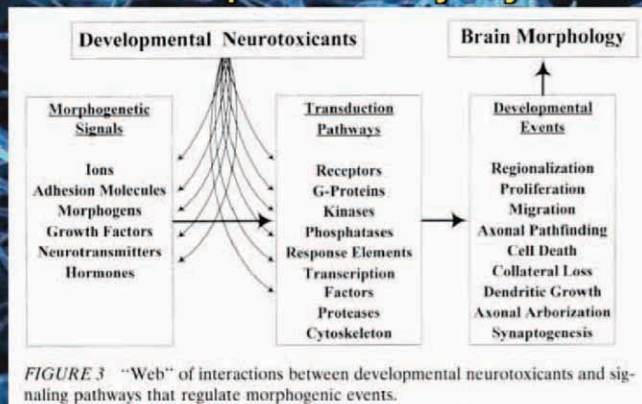 Developmental Neurotoxicants
Brain Morphology
Morphogenetic
Signals
Ions
Adhesion Molecules
Morphogens
Growth Factors
Neurotransmitters
Hormones
Transduction
Pathways
Receptors
G-Proteins
Kinases
Phosphatases
Response Elements
Transcription
Factors
Proteases
Cytoskeleton
Developmental
Events
Regionalization
Proliferation
Migration
Axonal Pathfinding
Cell Death
Collateral Loss
Dendritic Growth
Axonal Arborization
Synaptogenesis
FIGURE 3 "Web" of interactions between developmental neurotoxicants and sig-
naling pathways that regulate morphogenic events.